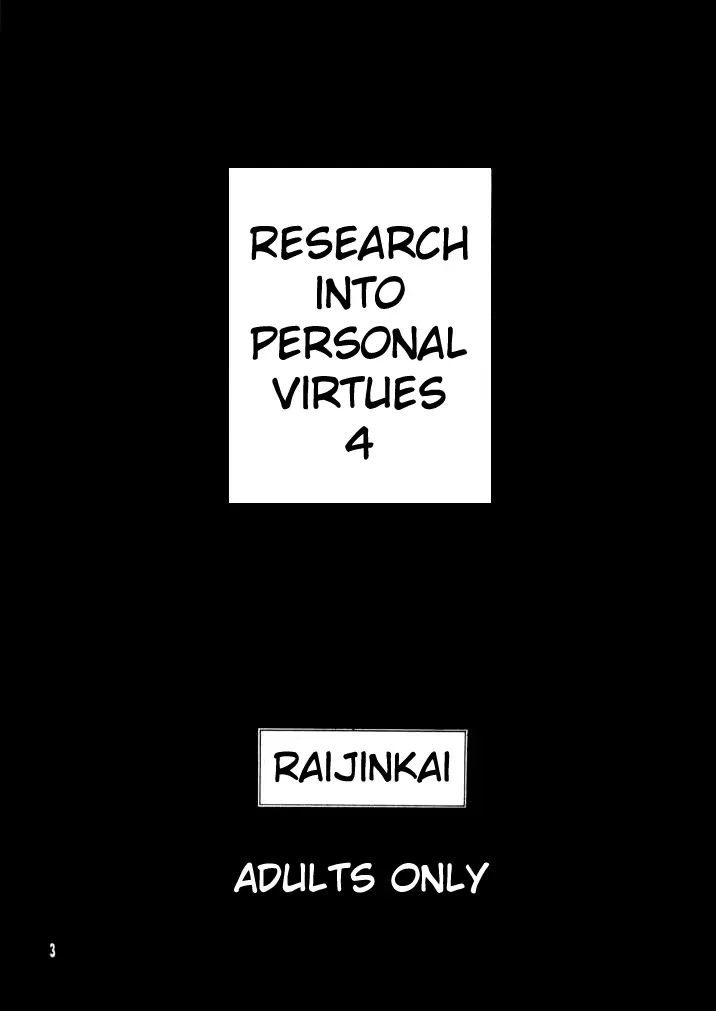 RESEARCH
INTO
PERSONAL
VIRTUES
4
RAIJINKAI
ADULTS ONLY
3